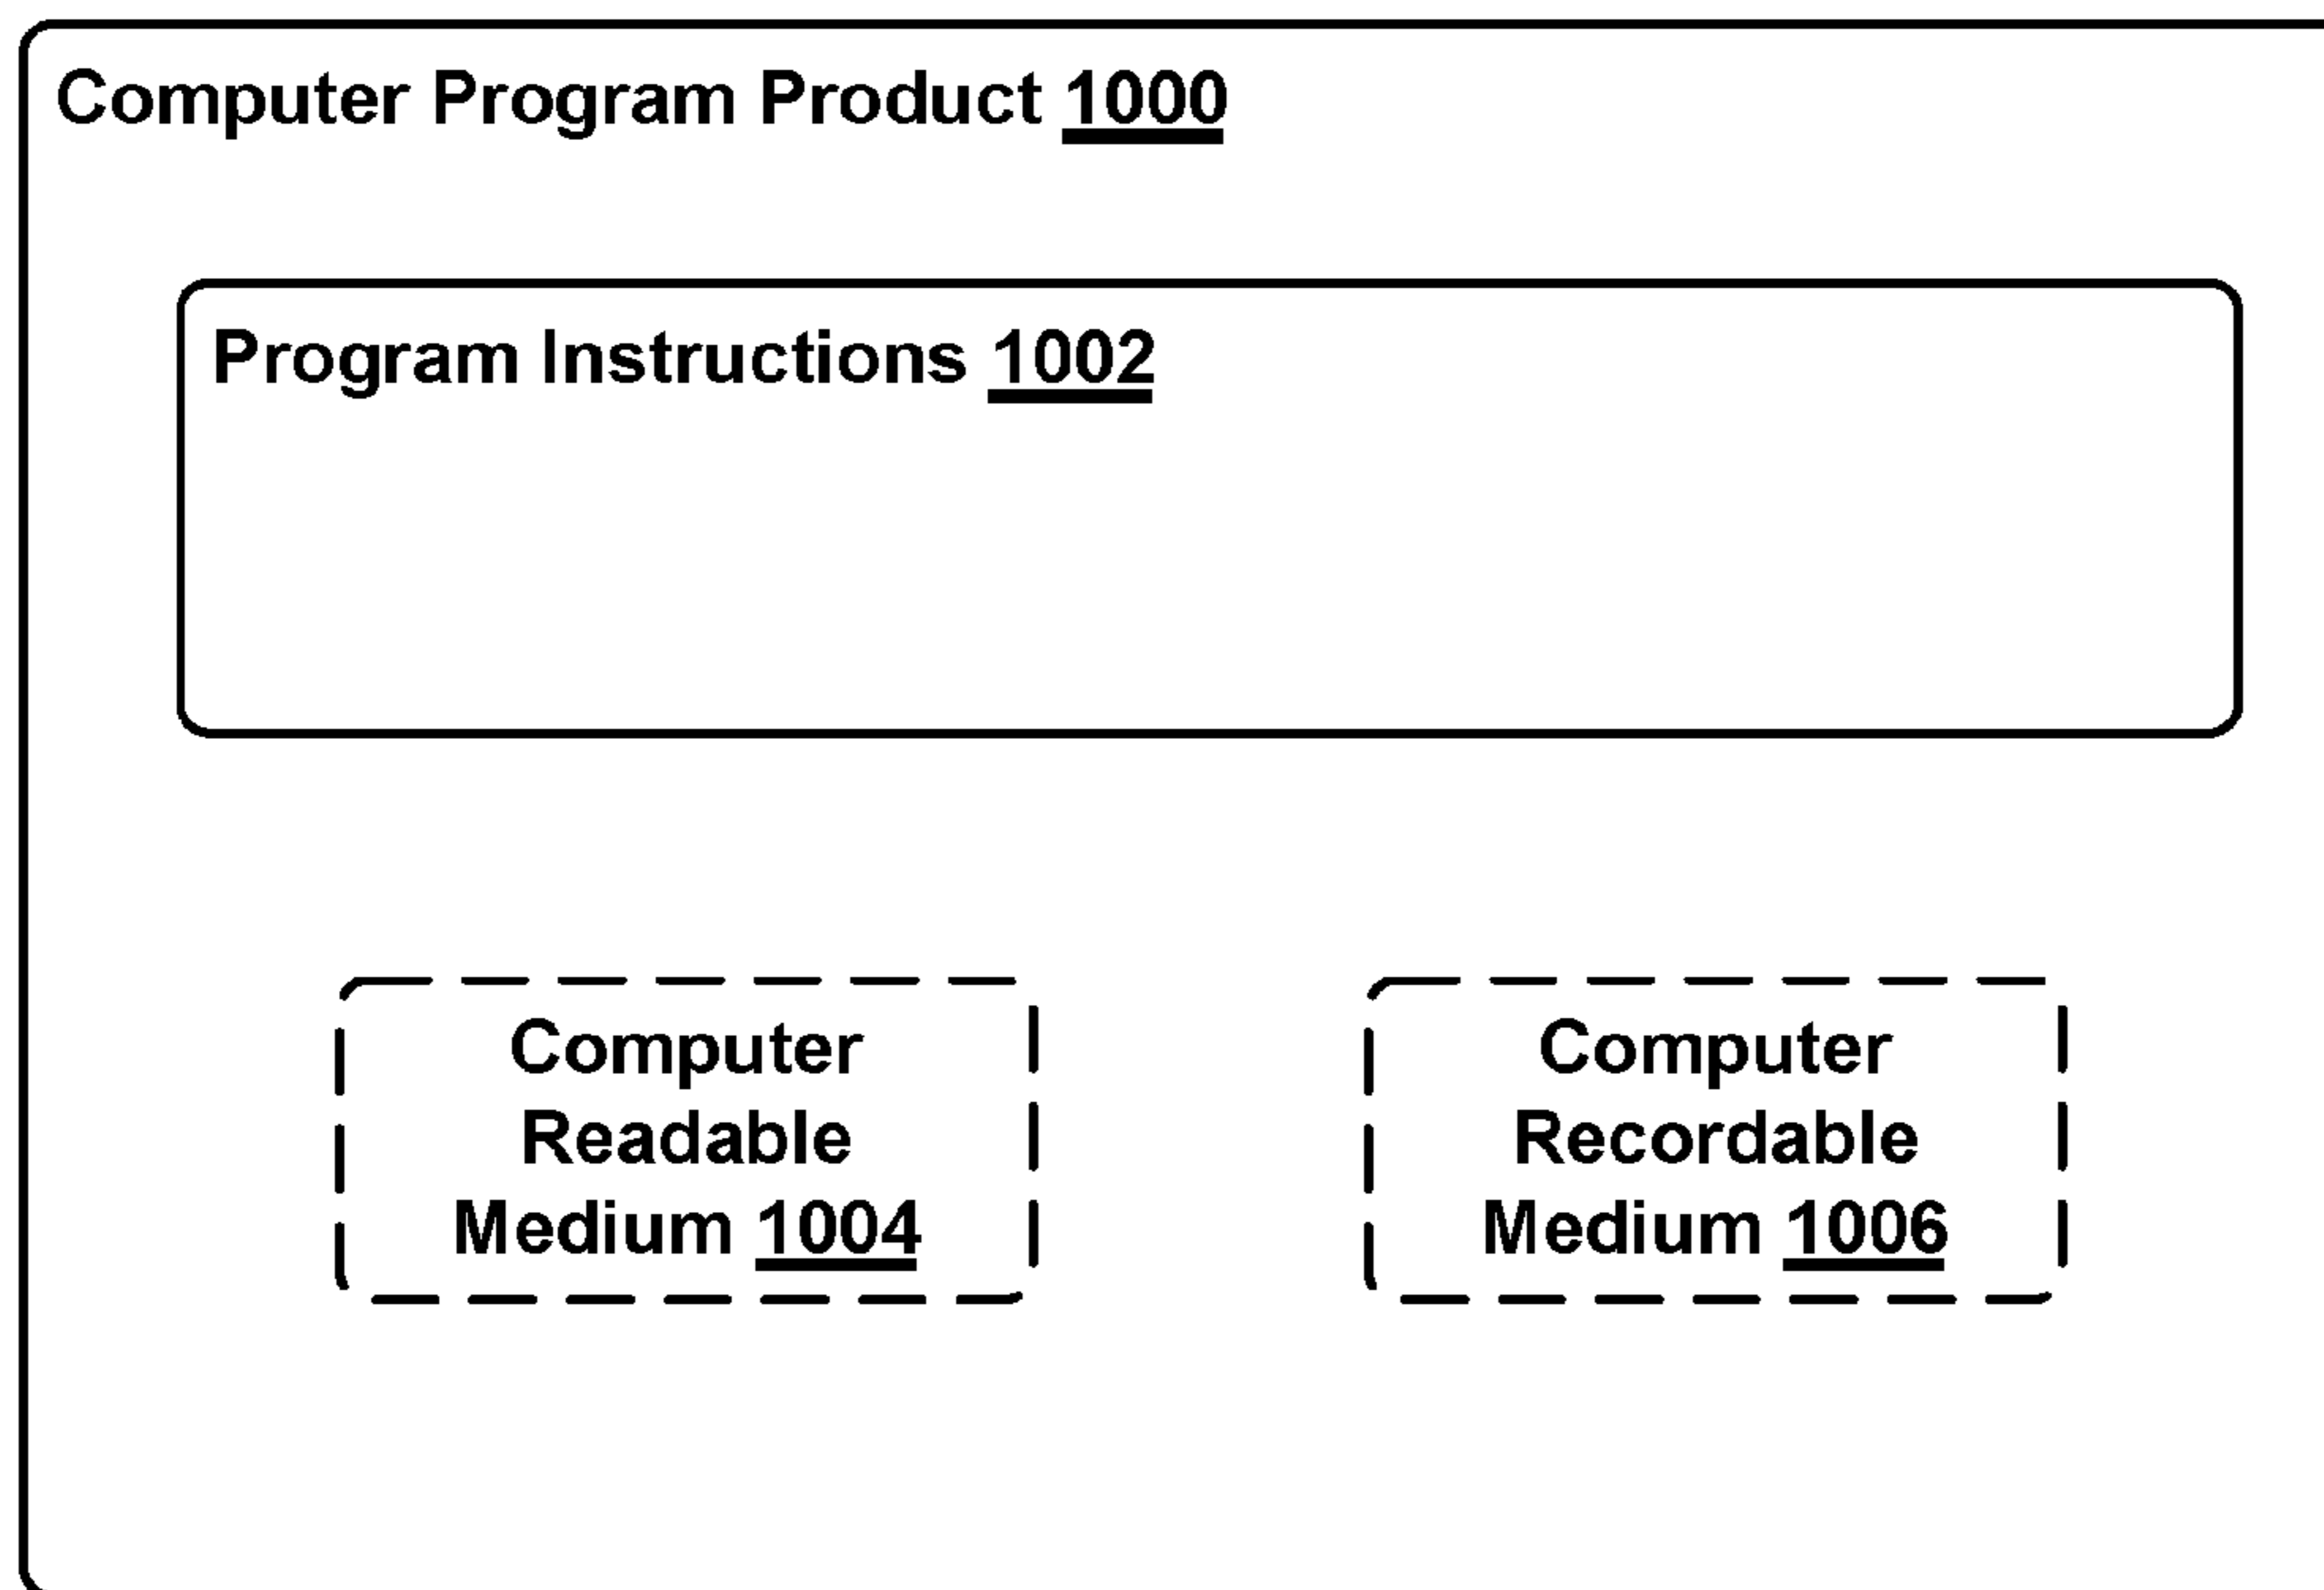 Computer Program Product 1000
Program Instructions 1002
Computer
Readable
Medium 1004
Computer
Recordable
Medium 1006